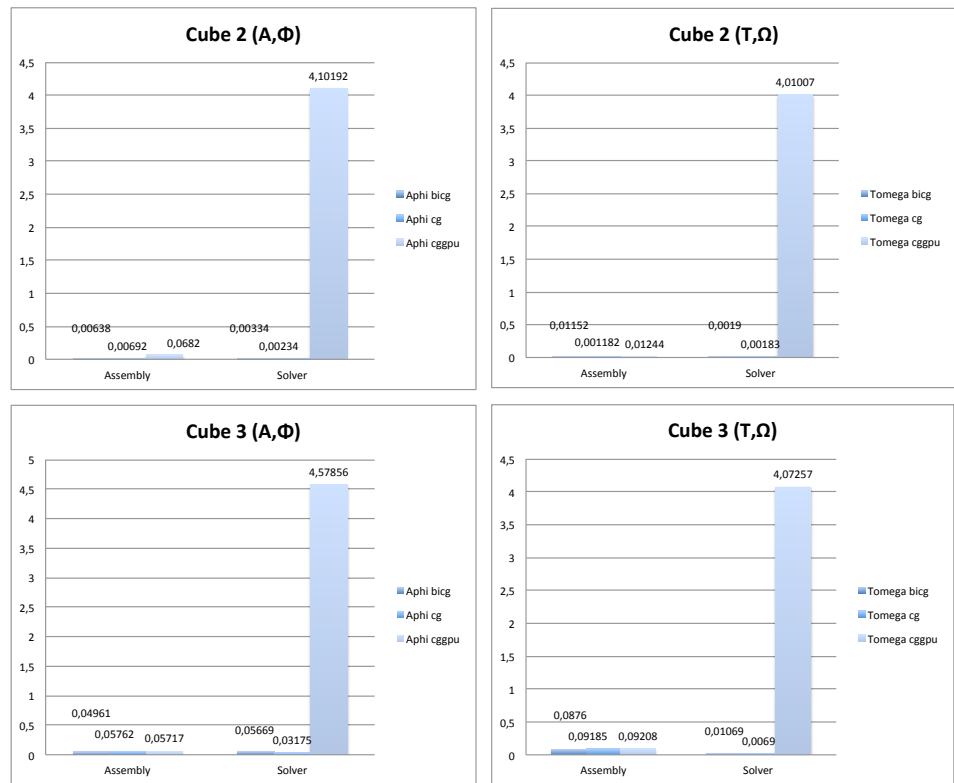 Cube 2 (A,Φ)
4,5
4
3,5
3
2,5
2
1,5
1
0,5
0
0,00638
0,00692
0,0682
0,00334
0,00234
4,10192
Assembly
Solver
Aphi bicg
Aphi cg
Aphi cggpu
Cube 2 (T,Ω)
4,5
4
3,5
3
2,5
2
1,5
1
0,5
0
0,01152
0,001182
0,01244
0,0019
0,00183
4,01007
Assembly
Solver
Tomega bicg
Tomega cg
Tomega cggpu
Cube 3 (A,Φ)
5
4,5
4
3,5
3
2,5
2
1,5
1
0,5
0
0,04961
0,05762
0,05717
0,05669
0,03175
4,57856
Assembly
Solver
Aphi bicg
Aphi cg
Aphi cggpu
Cube 3 (T,Ω)
4,5
4
3,5
3
2,5
2
1,5
1
0,5
0
0,0876
0,09185
0,09208
0,01069
0,0069
4,07257
Assembly
Solver
Tomega bicg
Tomega cg
Tomega cggpu